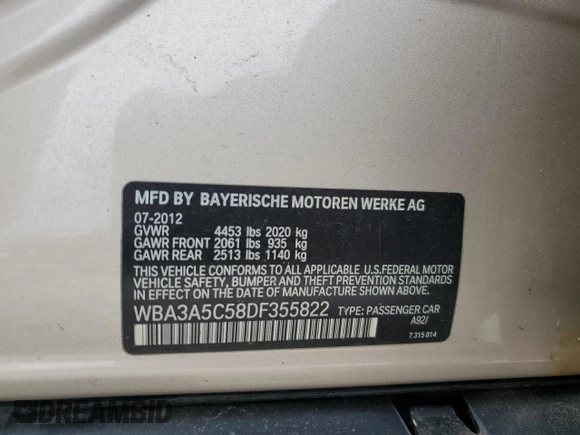 MFD BY BAYERISCHE MOTOREN WERKE AG
07-2012
GVWR 4453 lbs 2020 kg
GAWR FRONT 2061 lbs 935 kg
GAWR REAR 2513 lbs 1140 kg
THIS VEHICLE CONFORMS TO ALL APPLICABLE U.S.FEDERAL MOTOR
VEHICLE SAFETY, BUMPER, AND THEFT PREVENTION
STANDARDS IN EFFECT ON THE DATE OF MANUFACTURE SHOWN
ABOVE.
WBA3A5C58DF355822 TYPE: PASSENGER CAR
A92/
7 315 814
DREAMBID